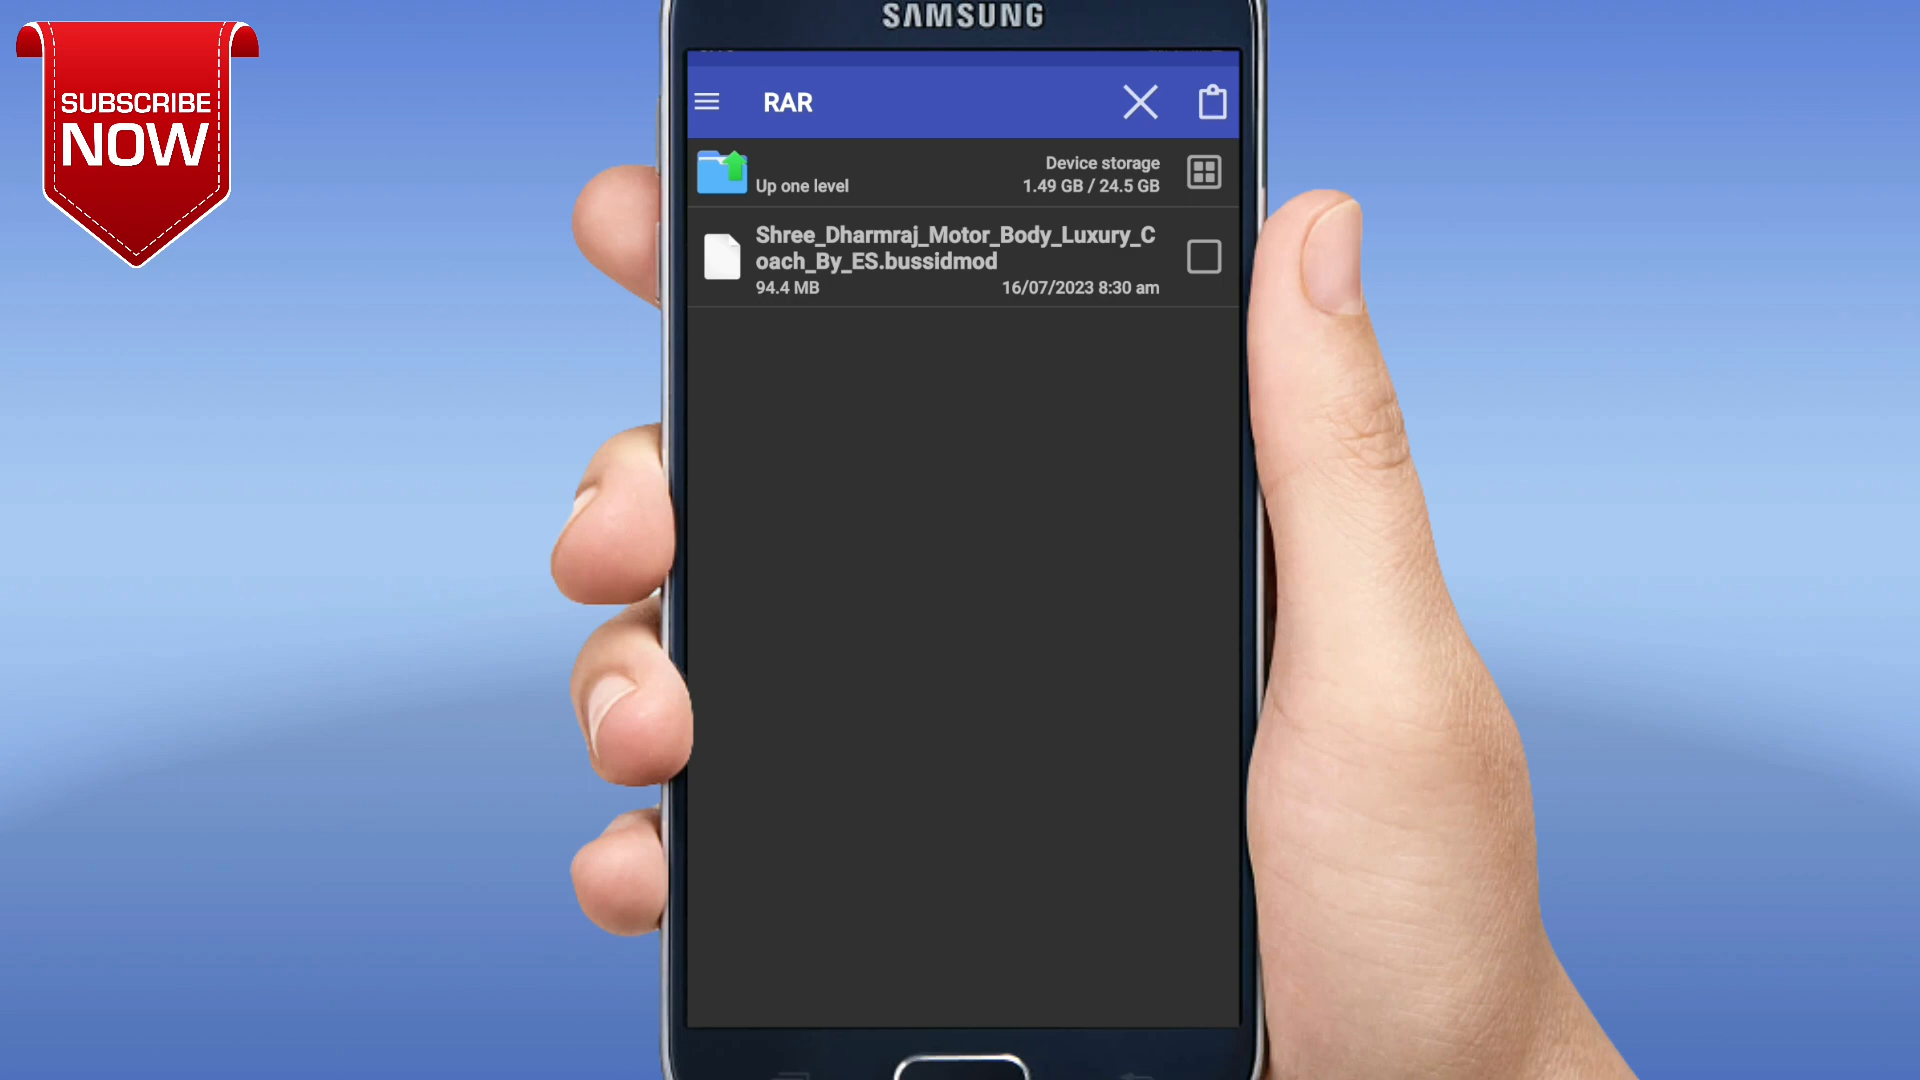 SUBSCRIBE
NOW
SAMSUNG
RAR
Device storage
Up one level
1.49 GB / 24.5 GB
Shree_Dharmraj_Motor_Body_Luxury_C
oach_By_ES.bussidmod
94.4 MB
16/07/2023 8:30 am